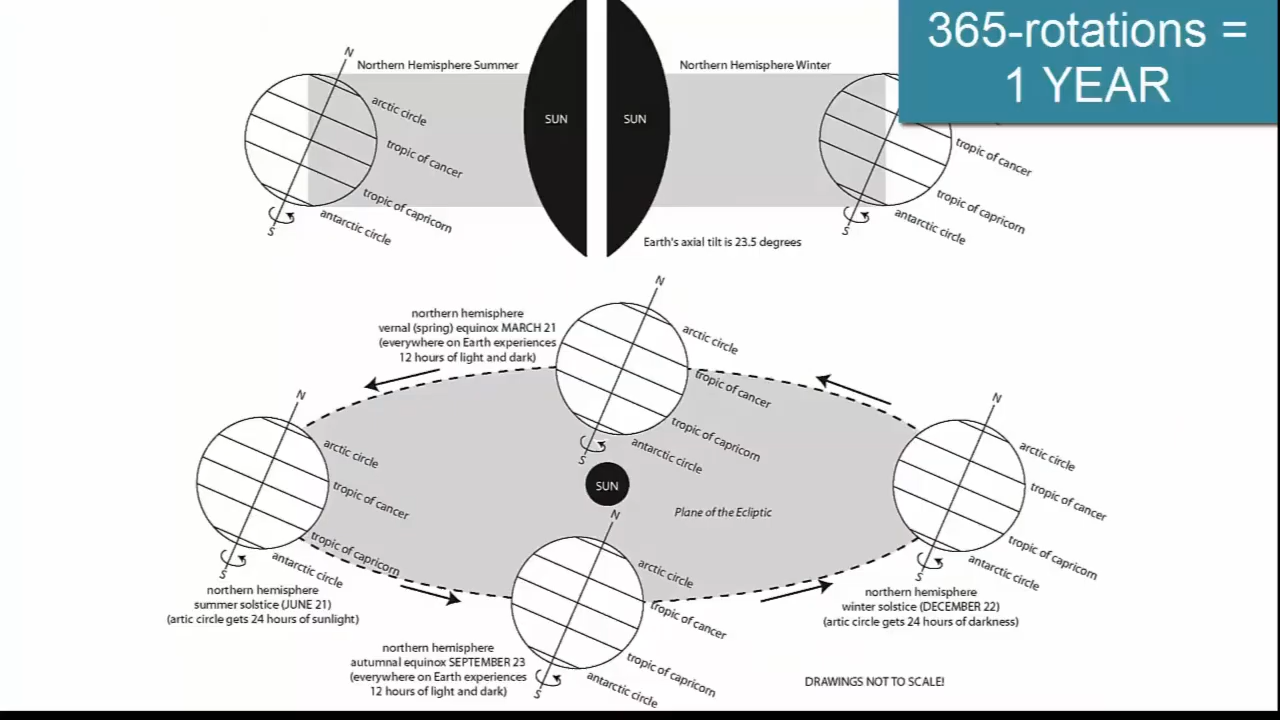 365-rotations =
1 YEAR
N
Northern Hemisphere Summer
arctic circle
tropic of cancer
tropic of capricorn
antarctic circle
S
SUN
SUN
Northern Hemisphere Winter
tropic of cancer
tropic of capricorn
antarctic circle
S
Earth's axial tilt is 23.5 degrees
northern hemisphere
vernal (spring) equinox MARCH 21
(everywhere on Earth experiences
12 hours of light and dark)
N
arctic circle
tropic of cancer
tropic of capricorn
antarctic circle
S
N
arctic circle
tropic of cancer
tropic of capricorn
antarctic circle
S
northern hemisphere
summer solstice (JUNE 21)
(artic circle gets 24 hours of sunlight)
SUN
Plane of the Ecliptic
N
arctic circle
tropic of cancer
tropic of capricorn
antarctic circle
S
northern hemisphere
winter solstice (DECEMBER 22)
(artic circle gets 24 hours of darkness)
N
arctic circle
tropic of cancer
tropic of capricorn
antarctic circle
S
northern hemisphere
autumnal equinox SEPTEMBER 23
(everywhere on Earth experiences
12 hours of light and dark)
DRAWINGS NOT TO SCALE!